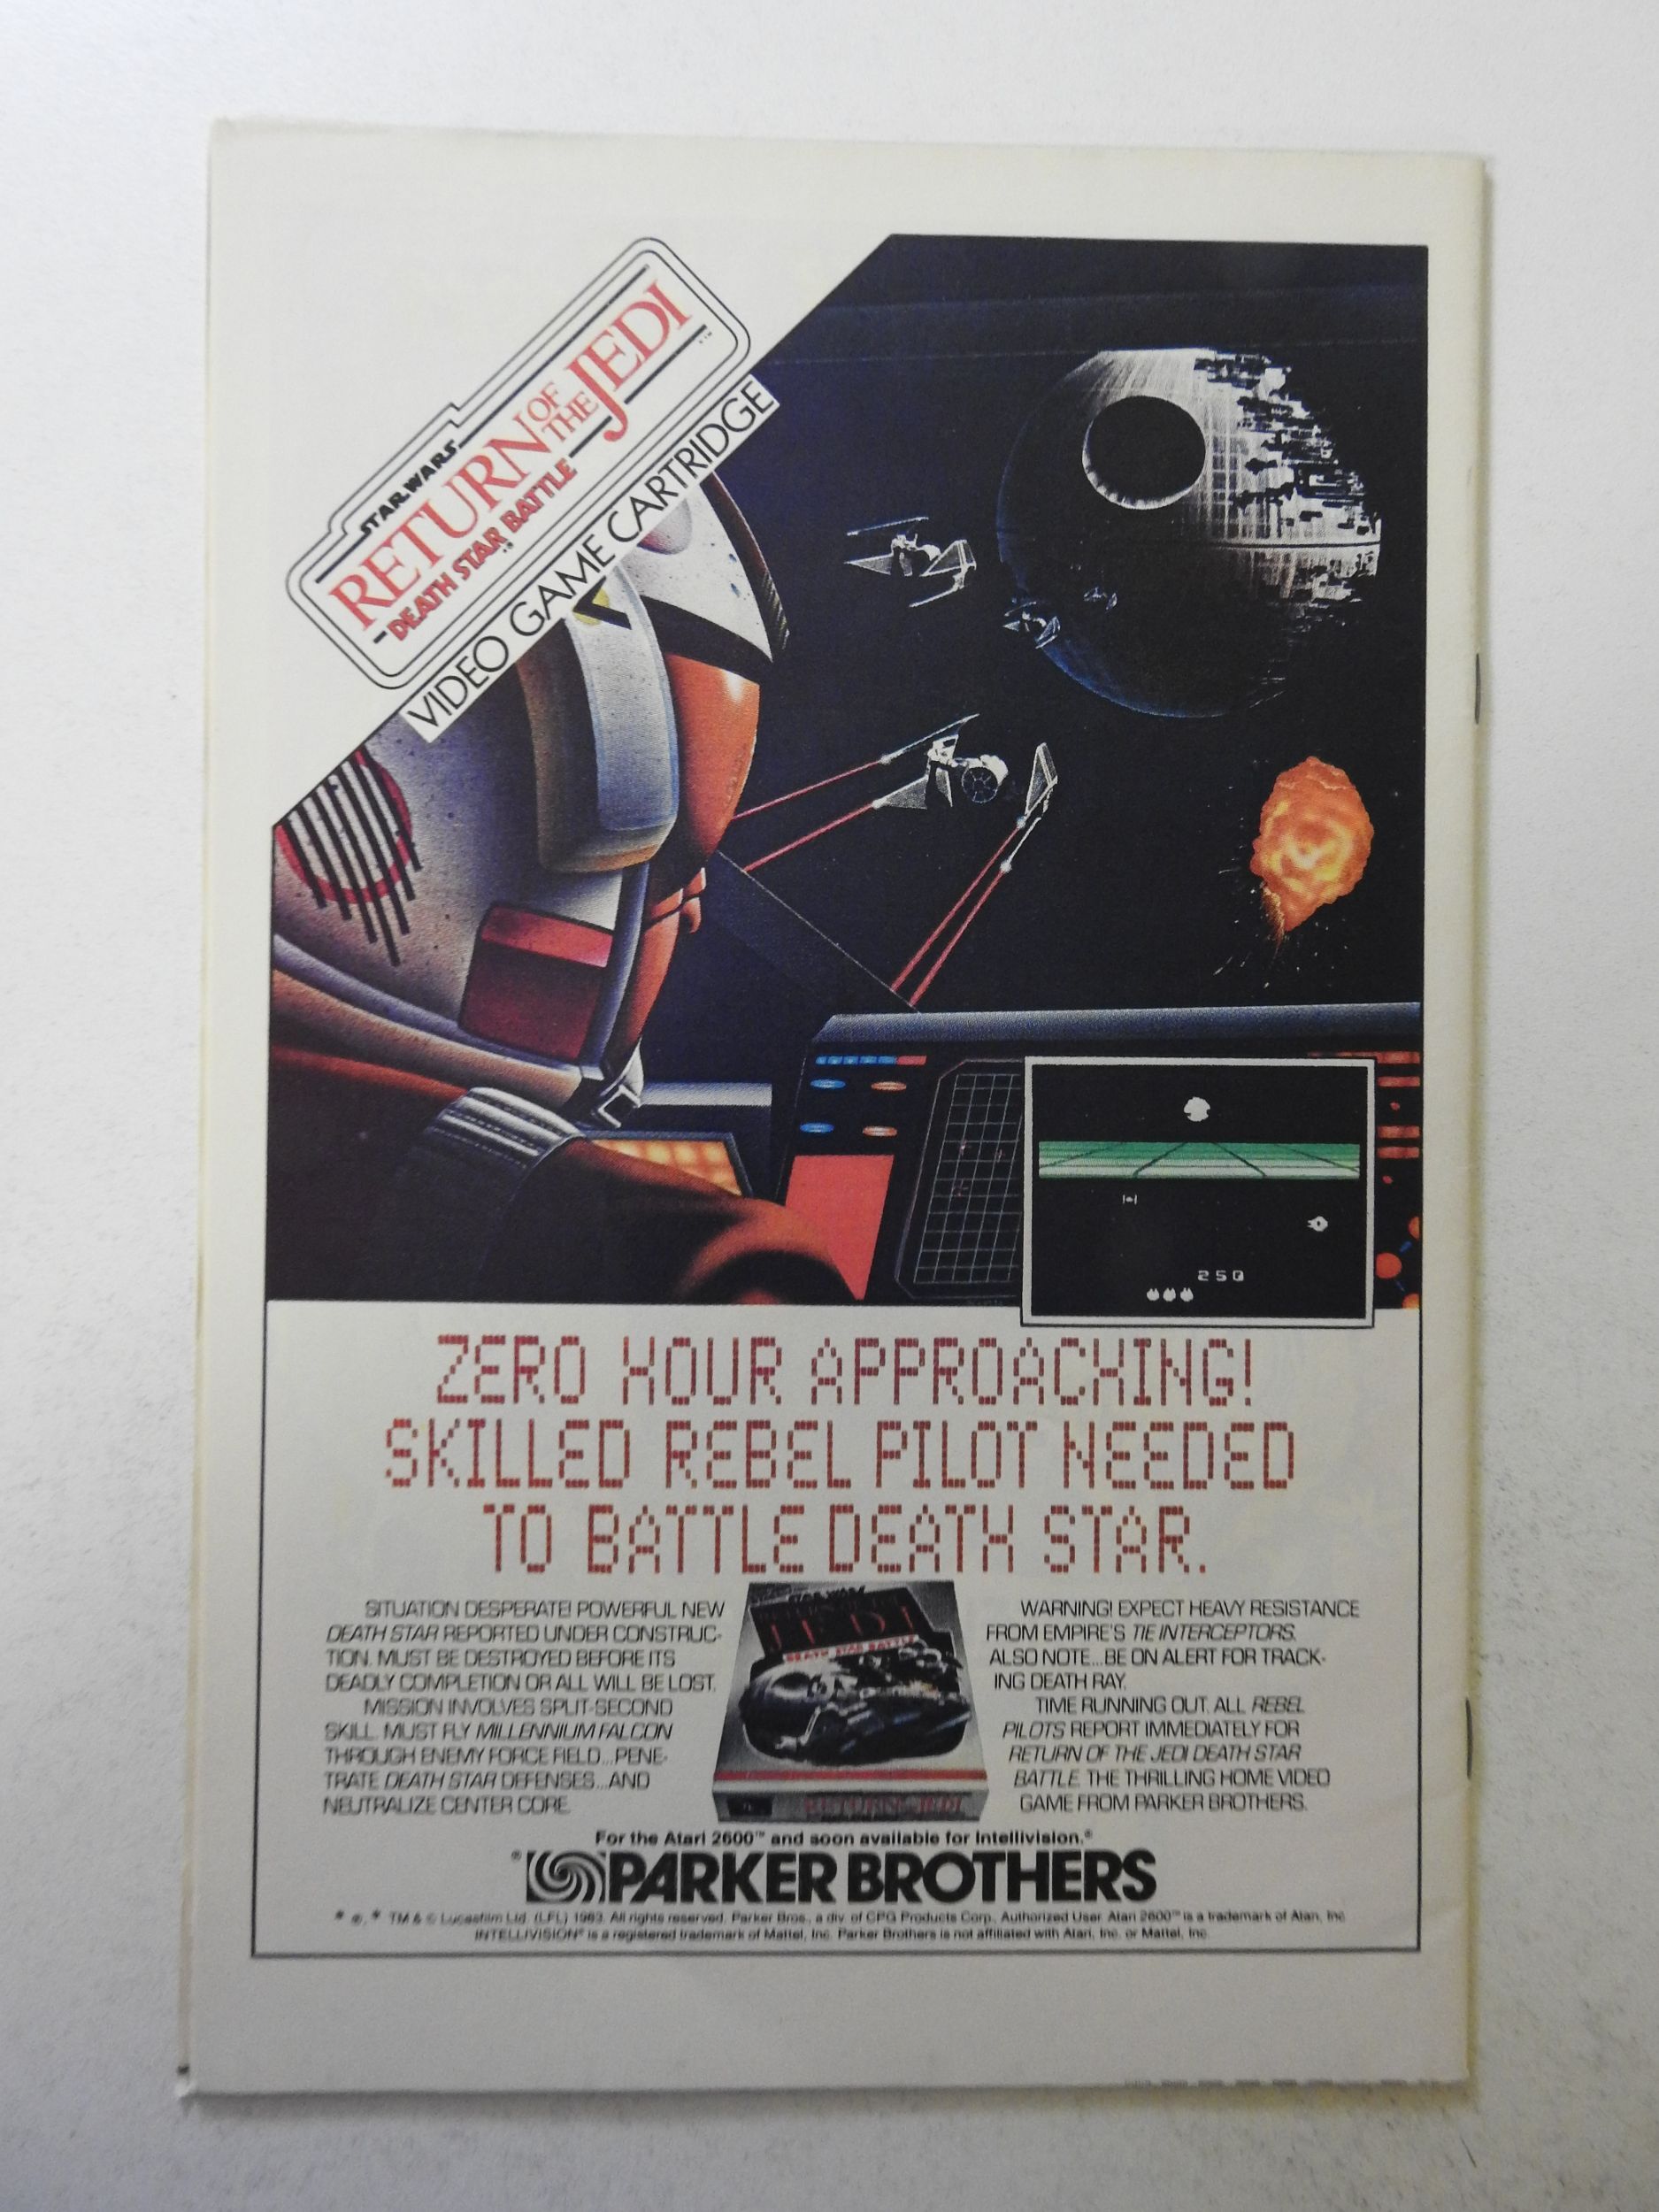 STAR WARS
RETURN OF THE JEDI
DEATH STAR BATTLE
VIDEO GAME CARTRIDGE
250
ZERO HOUR APPROACHING!
SKILLED REBEL PILOT NEEDED
TO BATTLE DEATH STAR.
SITUATION DESPERATE! POWERFUL NEW
DEATH STAR REPORTED UNDER CONSTRUC-
TION. MUST BE DESTROYED BEFORE ITS
DEADLY COMPLETION OR ALL WILL BE LOST.
MISSION INVOLVES SPLIT-SECOND
SKILL. MUST FLY MILLENNIUM FALCON
THROUGH ENEMY FORCE FIELD...PENE-
TRATE DEATH STAR DEFENSES...AND
NEUTRALIZE CENTER CORE.
JEDI
DEATH STAR BATTLE
RETURN OF THE JEDI
WARNING! EXPECT HEAVY RESISTANCE
FROM EMPIRE'S TIE INTERCEPTORS.
ALSO NOTE...BE ON ALERT FOR TRACK-
ING DEATH RAY.
TIME RUNNING OUT. ALL REBEL
PILOTS REPORT IMMEDIATELY FOR
RETURN OF THE JEDI DEATH STAR
BATTLE. THE THRILLING HOME VIDEO
GAME FROM PARKER BROTHERS.
For the Atari 2600™ and soon available for Intellivision.®
® PARKER BROTHERS
* ®, * TM & © Lucasfilm Ltd. (LFL) 1983. All rights reserved. Parker Bros., a div. of CPG Products Corp., Authorized User. Atari 2600™ is a trademark of Atari, Inc.
INTELLIVISION® is a registered trademark of Mattel, Inc. Parker Brothers is not affiliated with Atari, Inc. or Mattel, Inc.